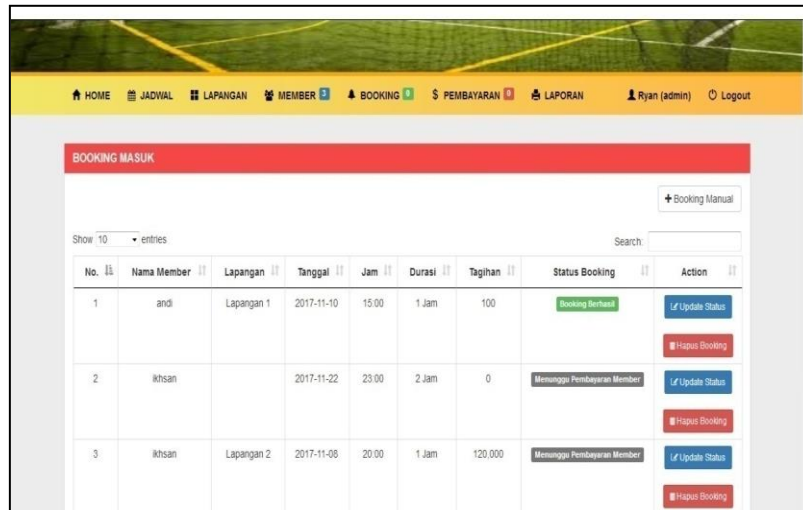 HOME JADWAL LAPANGAN MEMBER 3 BOOKING 0 $ PEMBAYARAN 0 LAPORAN Ryan (admin) Logout
BOOKING MASUK
+ Booking Manual
Show 10 entries Search:
No. Nama Member Lapangan Tanggal Jam Durasi Tagihan Status Booking Action
1 andi Lapangan 1 2017-11-10 15:00 1 Jam 100 Booking Berhasil Update Status
Hapus Booking
2 ikhsan 2017-11-22 23:00 2 Jam 0 Menunggu Pembayaran Member Update Status
Hapus Booking
3 ikhsan Lapangan 2 2017-11-08 20:00 1 Jam 120,000 Menunggu Pembayaran Member Update Status
Hapus Booking